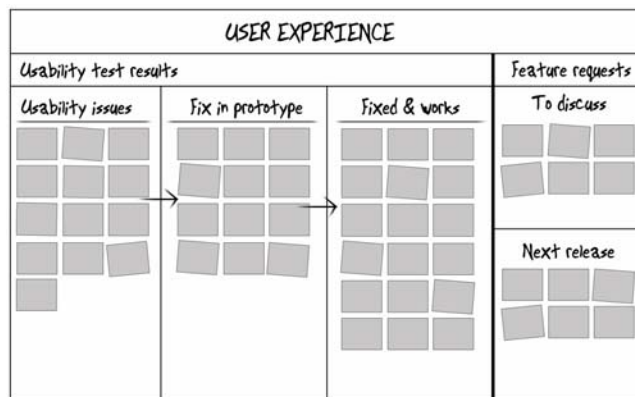 USER EXPERIENCE
Usability test results
Feature requests
Usability issues
Fix in prototype
Fixed & works
To discuss
Next release